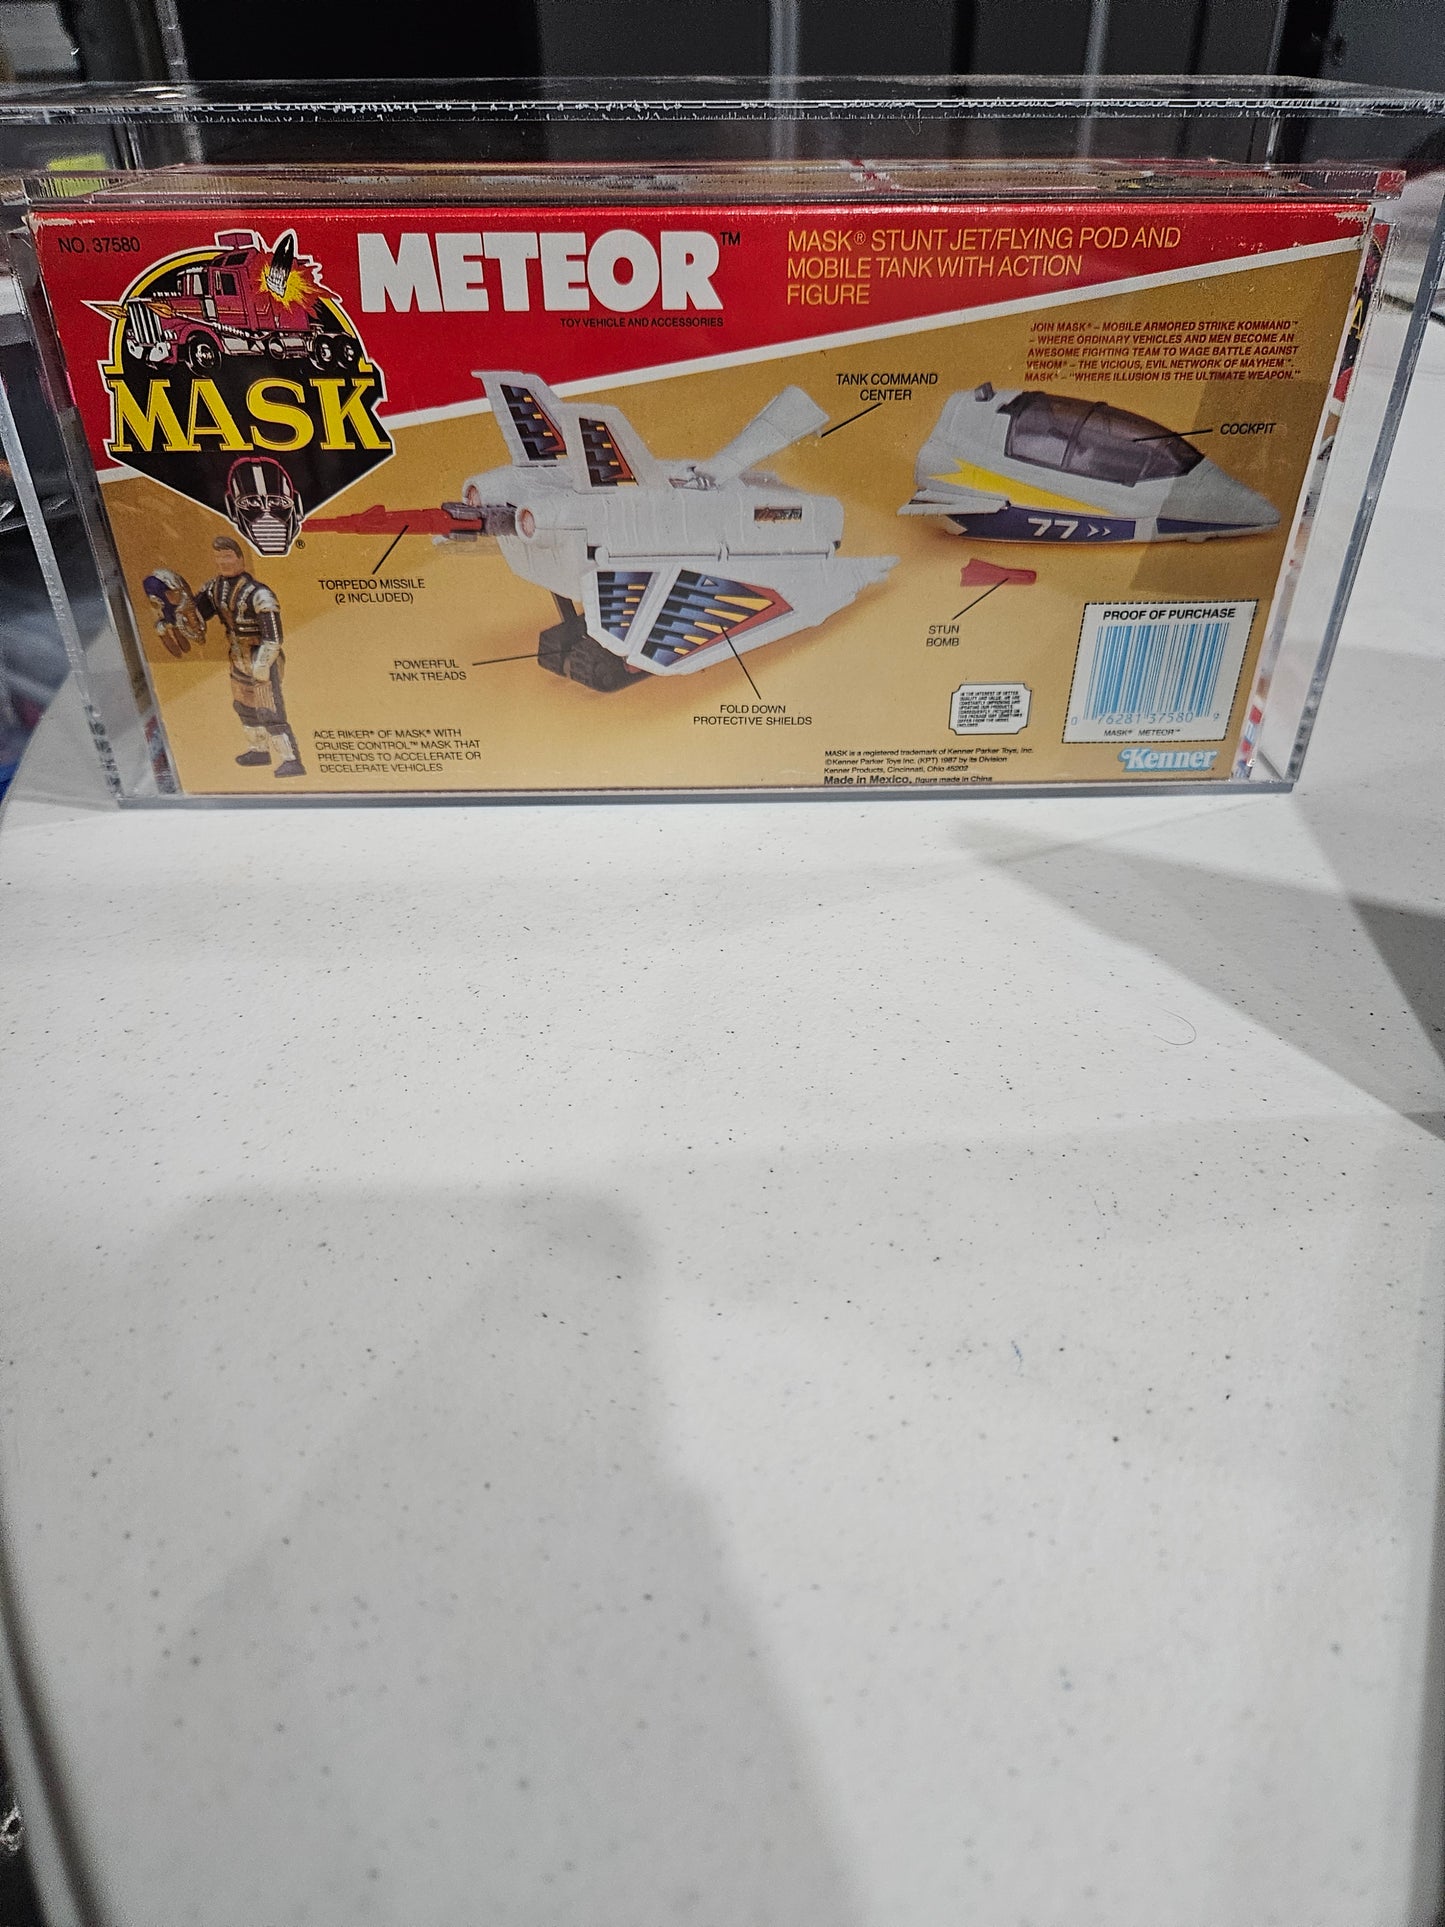 NO. 37580
METEOR™
TOY VEHICLE AND ACCESSORIES
MASK® STUNT JET/FLYING POD AND
MOBILE TANK WITH ACTION
FIGURE
JOIN MASK® – MOBILE ARMORED STRIKE KOMMAND™
– WHERE ORDINARY VEHICLES AND MEN BECOME AN
AWESOME FIGHTING TEAM TO WAGE BATTLE AGAINST
VENOM® – THE VICIOUS, EVIL NETWORK OF MAYHEM™.
MASK® – "WHERE ILLUSION IS THE ULTIMATE WEAPON."
MASK
®
TANK COMMAND
CENTER
COCKPIT
77 >>
TORPEDO MISSILE
(2 INCLUDED)
STUN
BOMB
POWERFUL
TANK TREADS
FOLD DOWN
PROTECTIVE SHIELDS
ACE RIKER® OF MASK® WITH
CRUISE CONTROL™ MASK THAT
PRETENDS TO ACCELERATE OR
DECELERATE VEHICLES
PROOF OF PURCHASE
0 76281 37580 9
MASK® METEOR™
Kenner
MASK is a registered trademark of Kenner Parker Toys, Inc.
©Kenner Parker Toys Inc. (KPT) 1987 by its Division
Kenner Products, Cincinnati, Ohio 45202
Made in Mexico, figure made in China